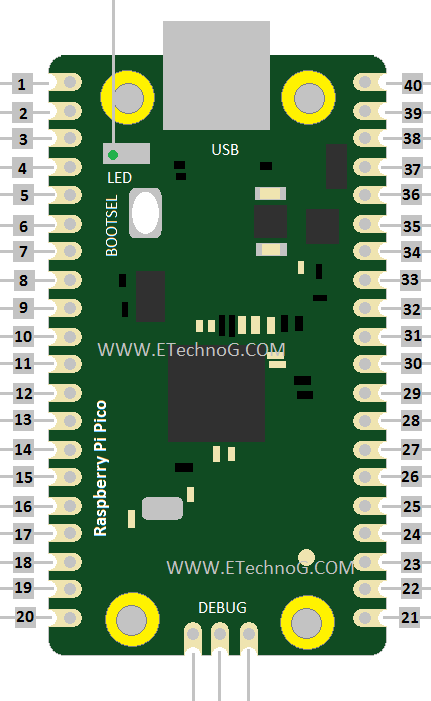 USB
1 40
2 39
3 38
4 37
LED
5 36
BOOTSEL
6 35
7 34
8 33
9 32
10 31
WWW.ETechnoG.COM
11 30
12 29
13 28
Raspberry Pi Pico
14 27
15 26
16 25
17 24
18 23
WWW.ETechnoG.COM
19 22
DEBUG
20 21